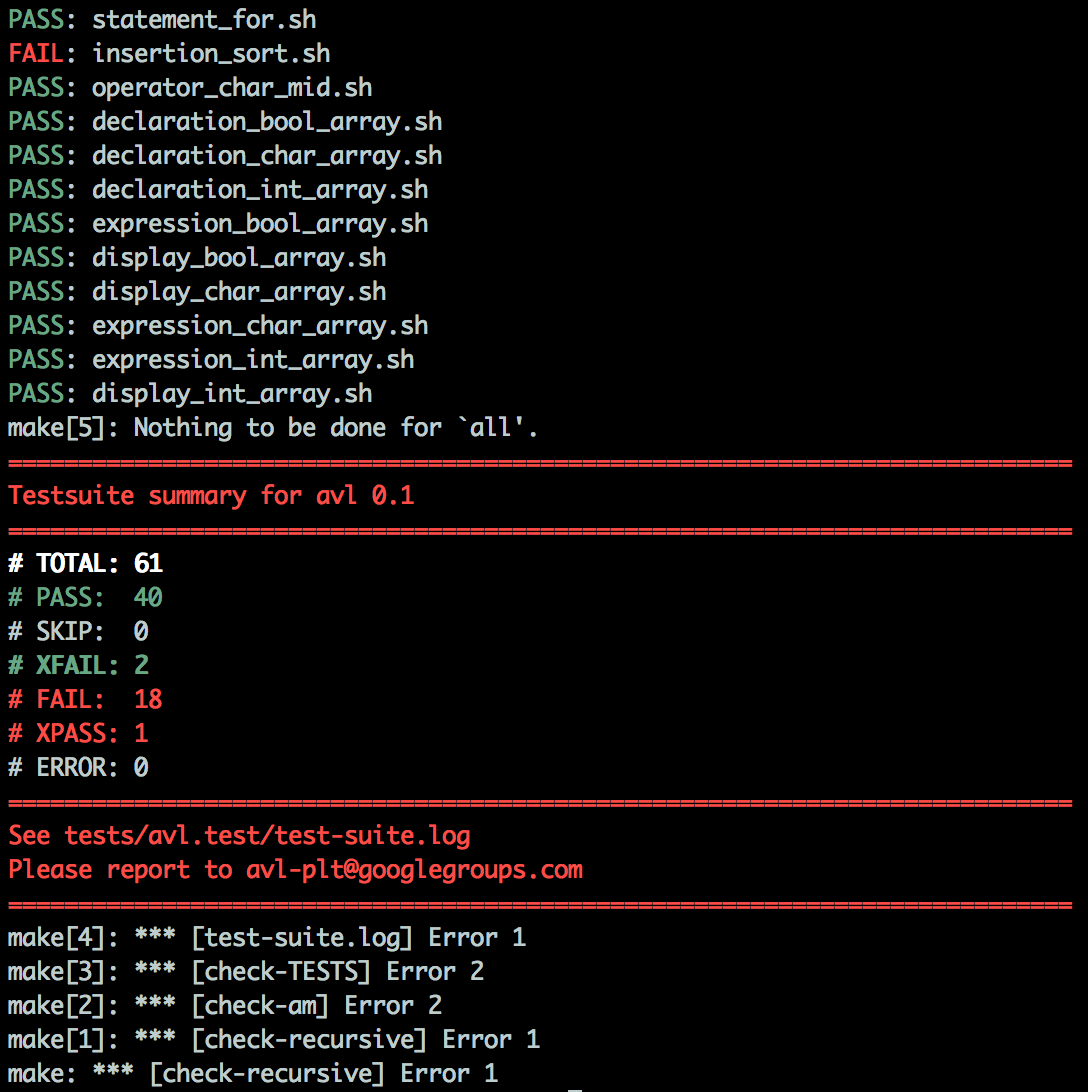 PASS: statement_for.sh
FAIL: insertion_sort.sh
PASS: operator_char_mid.sh
PASS: declaration_bool_array.sh
PASS: declaration_char_array.sh
PASS: declaration_int_array.sh
PASS: expression_bool_array.sh
PASS: display_bool_array.sh
PASS: display_char_array.sh
PASS: expression_char_array.sh
PASS: expression_int_array.sh
PASS: display_int_array.sh
make[5]: Nothing to be done for `all'.
============================================================================
Testsuite summary for avl 0.1
============================================================================
# TOTAL: 61
# PASS:  40
# SKIP:  0
# XFAIL: 2
# FAIL:  18
# XPASS: 1
# ERROR: 0
============================================================================
See tests/avl.test/test-suite.log
Please report to avl-plt@googlegroups.com
============================================================================
make[4]: *** [test-suite.log] Error 1
make[3]: *** [check-TESTS] Error 2
make[2]: *** [check-am] Error 2
make[1]: *** [check-recursive] Error 1
make: *** [check-recursive] Error 1